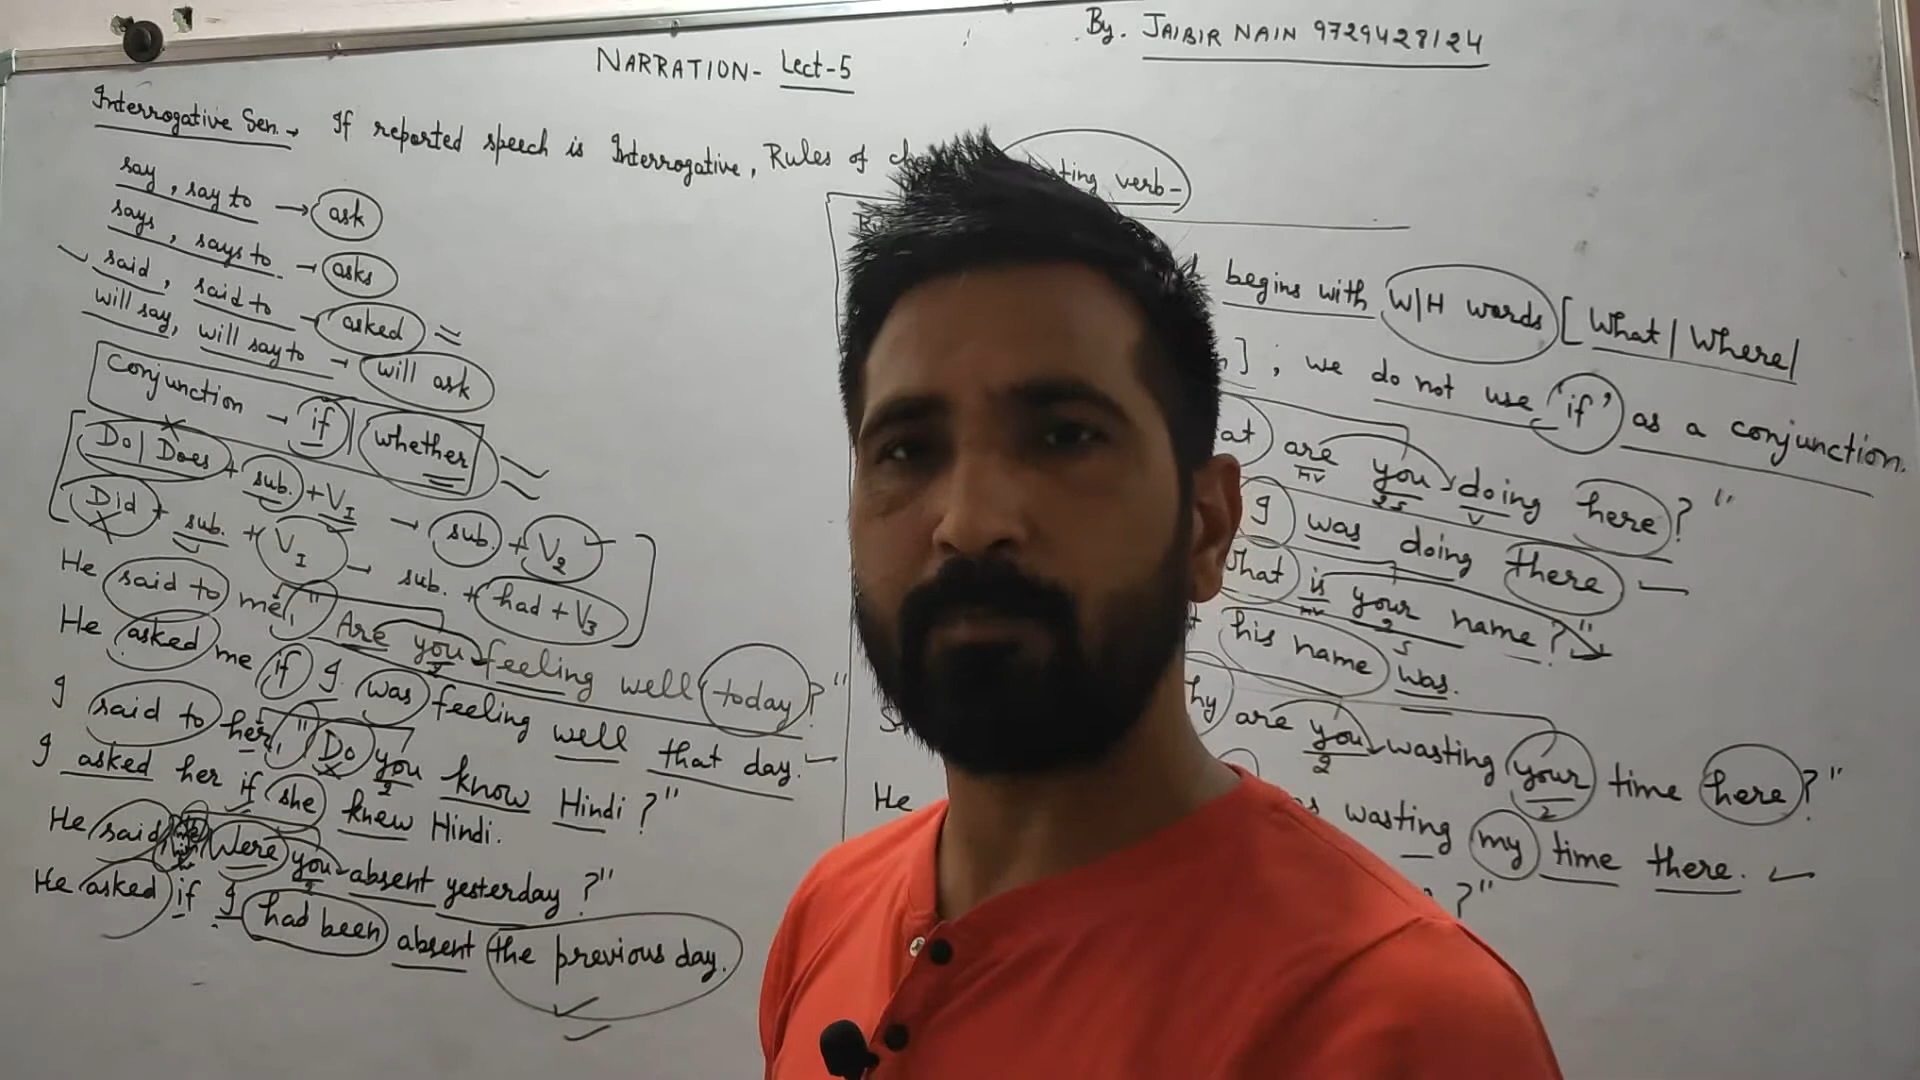 By. JAIBIR NAIN 9729428124
NARRATION- Lect-5
Interrogative Sen. → If reported speech is Interrogative, Rules of verb-
say, say to → ask
says, says to → asks
said, said to → asked
will say, will say to → will ask
Conjunction → if | whether
Do | Does + sub. + V1 → sub. + V2
Did + sub. + V1 → sub. + had + V3
He said to me, "Are you feeling well today?"
He asked me if I was feeling well that day.
I said to her, "Do you know Hindi?"
I asked her if she knew Hindi.
He said "Were you absent yesterday?"
He asked if I had been absent the previous day.
begins with W/H words [What | Where |
], we do not use 'if' as a conjunction.
are you doing here?"
I was doing there
What is your name?"
his name was.
are you wasting your time here?"
He wasting my time there.
?"